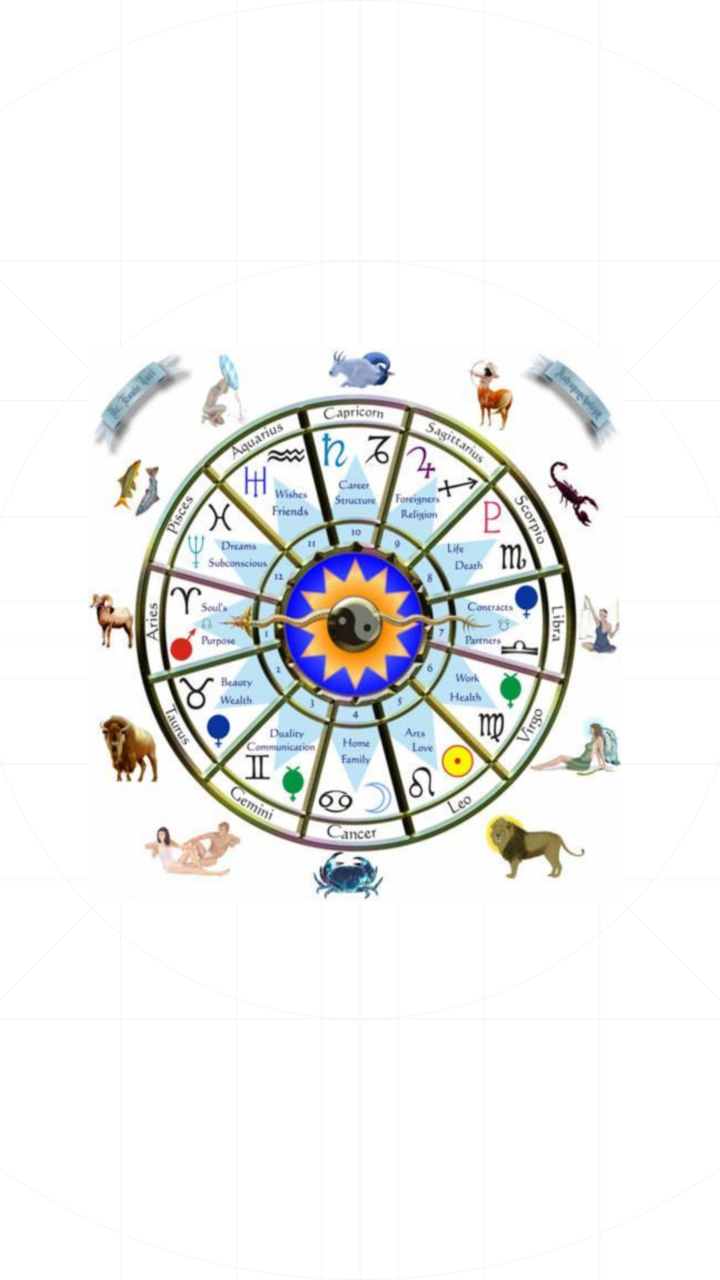 Capricorn
Sagittarius
Scorpio
Libra
Virgo
Leo
Cancer
Gemini
Taurus
Aries
Pisces
Aquarius
Career
Structure
10
Foreigners
Religion
9
Life
Death
8
Contracts
Partners
7
Work
Health
6
Arts
Love
5
Home
Family
4
Duality
Communication
3
Beauty
Wealth
2
Soul's
Purpose
1
Dreams
Subconscious
12
Wishes
Friends
11